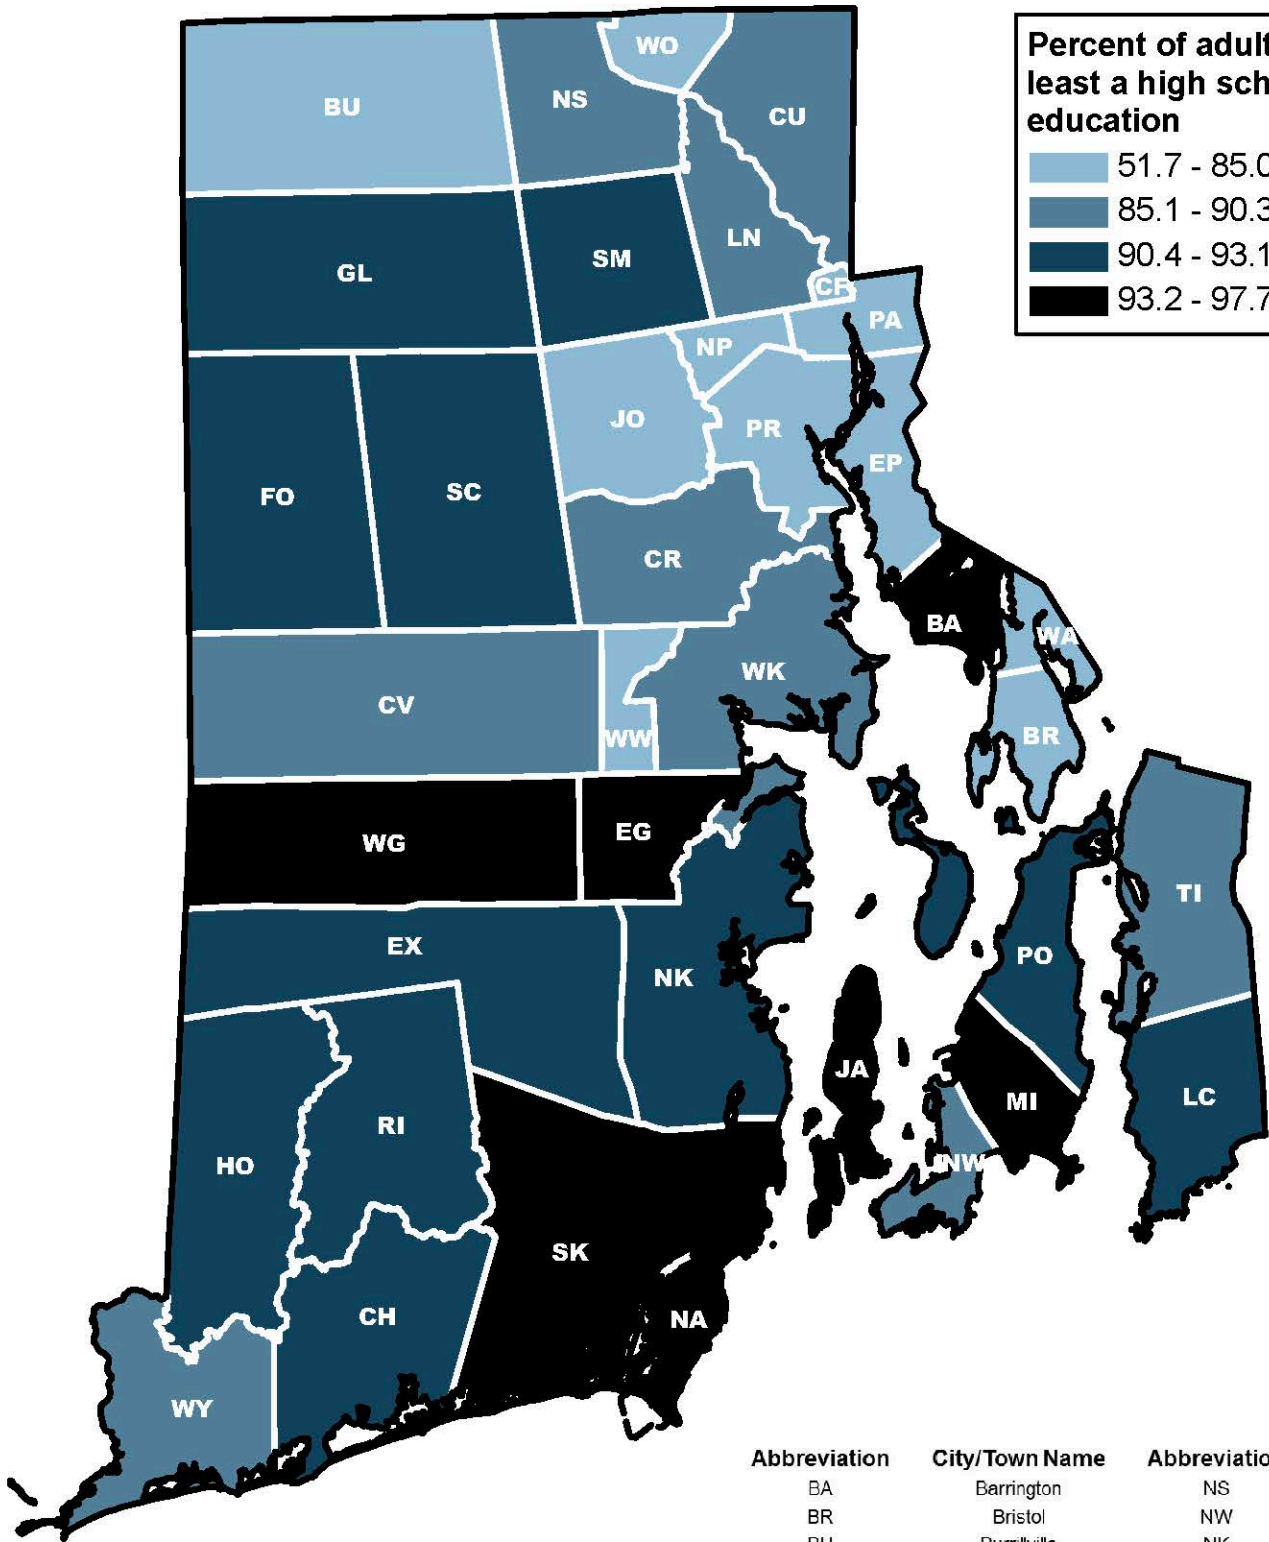 Percent of adult
least a high sch
education
51.7 - 85.0
85.1 - 90.3
90.4 - 93.1
93.2 - 97.7
WO
BU
NS
CU
LN
SM
GL
CF
PA
NP
JO
PR
EP
FO
SC
CR
BA
WA
WK
CV
WW
BR
EG
WG
TI
EX
PO
NK
JA
LC
MI
RI
HO
NW
SK
CH
NA
WY
Abbreviation City/Town Name Abbreviatio
BA Barrington NS
BR Bristol NW
BU Burrillville NK